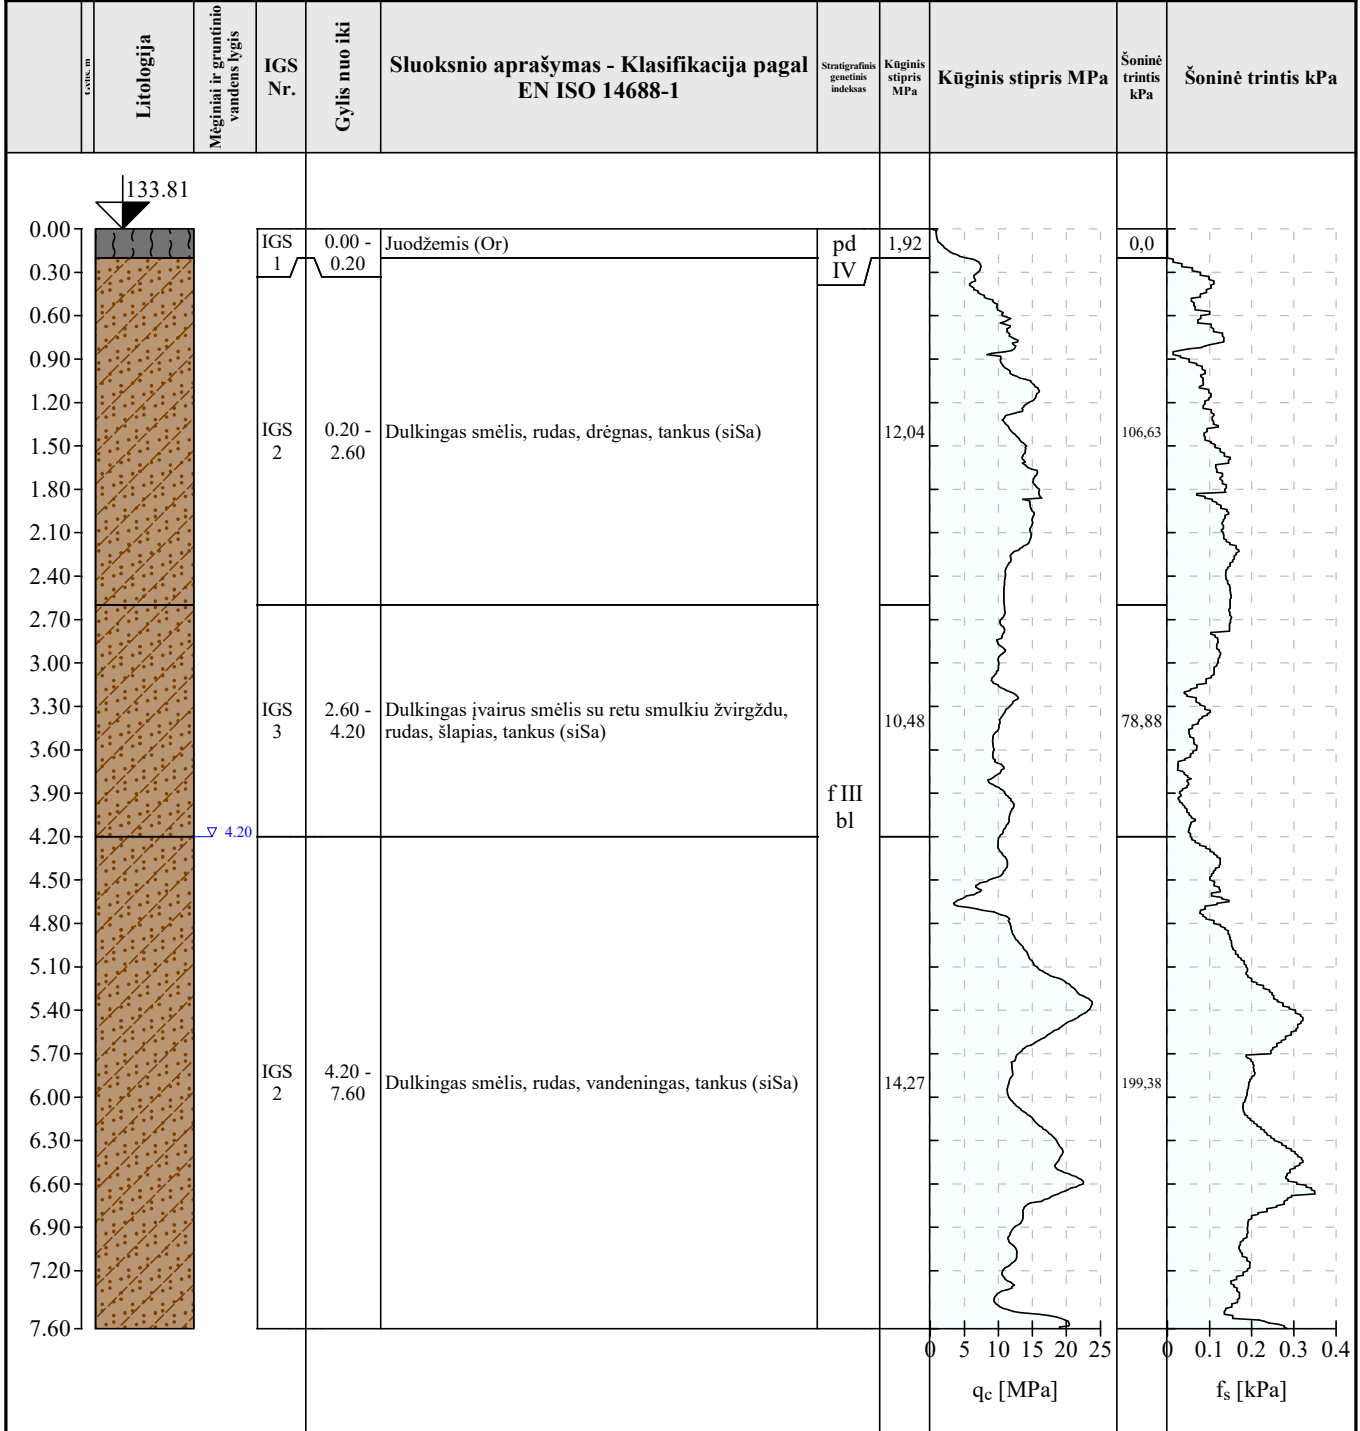 Gylis, m
Litologija
Mėginiai ir gruntinio
vandens lygis
IGS
Nr.
Gylis nuo iki
Sluoksnio aprašymas - Klasifikacija pagal
EN ISO 14688-1
Stratigrafinis
genetinis
indeksas
Kūginis
stipris
MPa
Kūginis stipris MPa
Šoninė
trintis
kPa
Šoninė trintis kPa
133.81
0.00
0.30
0.60
0.90
1.20
1.50
1.80
2.10
2.40
2.70
3.00
3.30
3.60
3.90
4.20
4.50
4.80
5.10
5.40
5.70
6.00
6.30
6.60
6.90
7.20
7.60
▽ 4.20
IGS
1
0.00 -
0.20
Juodžemis (Or)
pd
IV
1,92
0,0
IGS
2
0.20 -
2.60
Dulkingas smėlis, rudas, drėgnas, tankus (siSa)
12,04
106,63
IGS
3
2.60 -
4.20
Dulkingas įvairus smėlis su retu smulkiu žvirgždu,
rudas, šlapias, tankus (siSa)
10,48
78,88
f III
bl
IGS
2
4.20 -
7.60
Dulkingas smėlis, rudas, vandeningas, tankus (siSa)
14,27
199,38
0 5 10 15 20 25
qc [MPa]
0 0.1 0.2 0.3 0.4
fs [kPa]